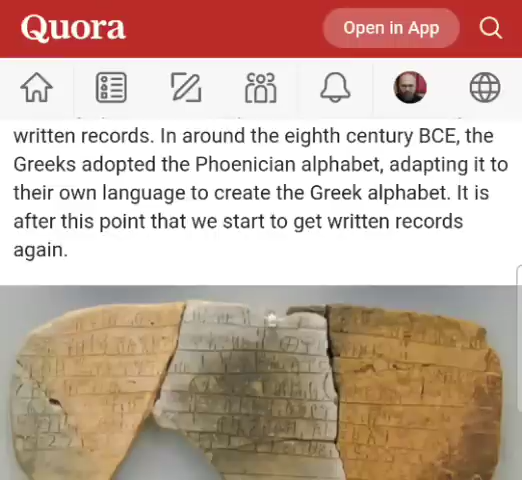 Quora
Open in App
written records. In around the eighth century BCE, the
Greeks adopted the Phoenician alphabet, adapting it to
their own language to create the Greek alphabet. It is
after this point that we start to get written records
again.